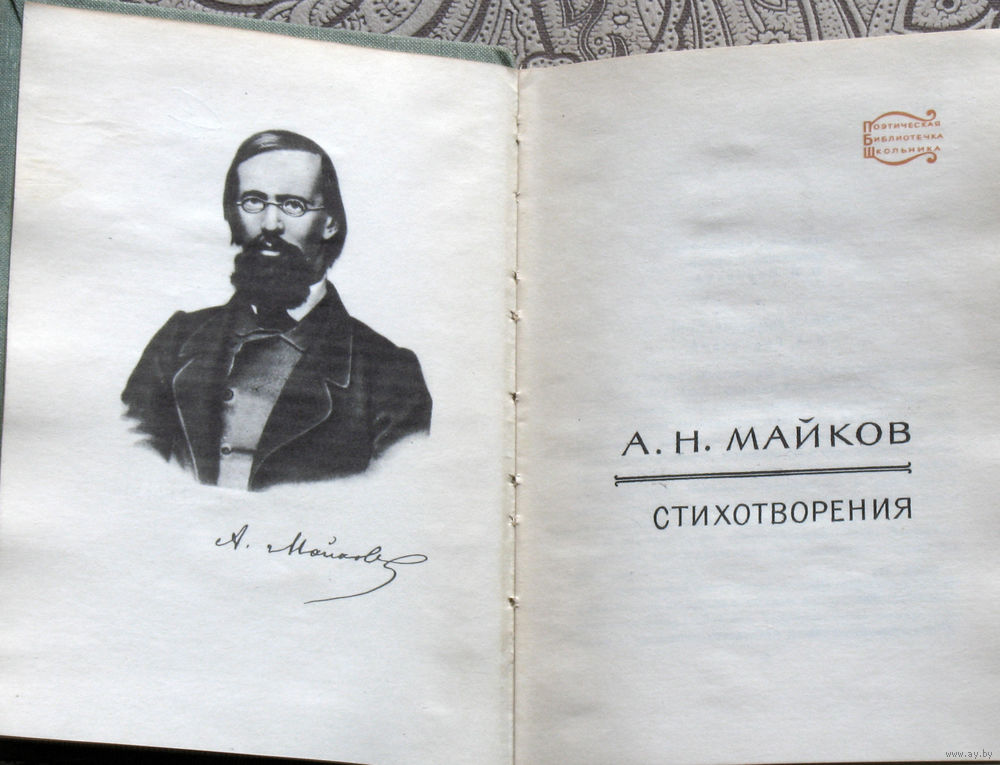 А. Майков
ПОЭТИЧЕСКАЯ
БИБЛИОТЕЧКА
ШКОЛЬНИКА
А. Н. МАЙКОВ
СТИХОТВОРЕНИЯ
www.ay.by